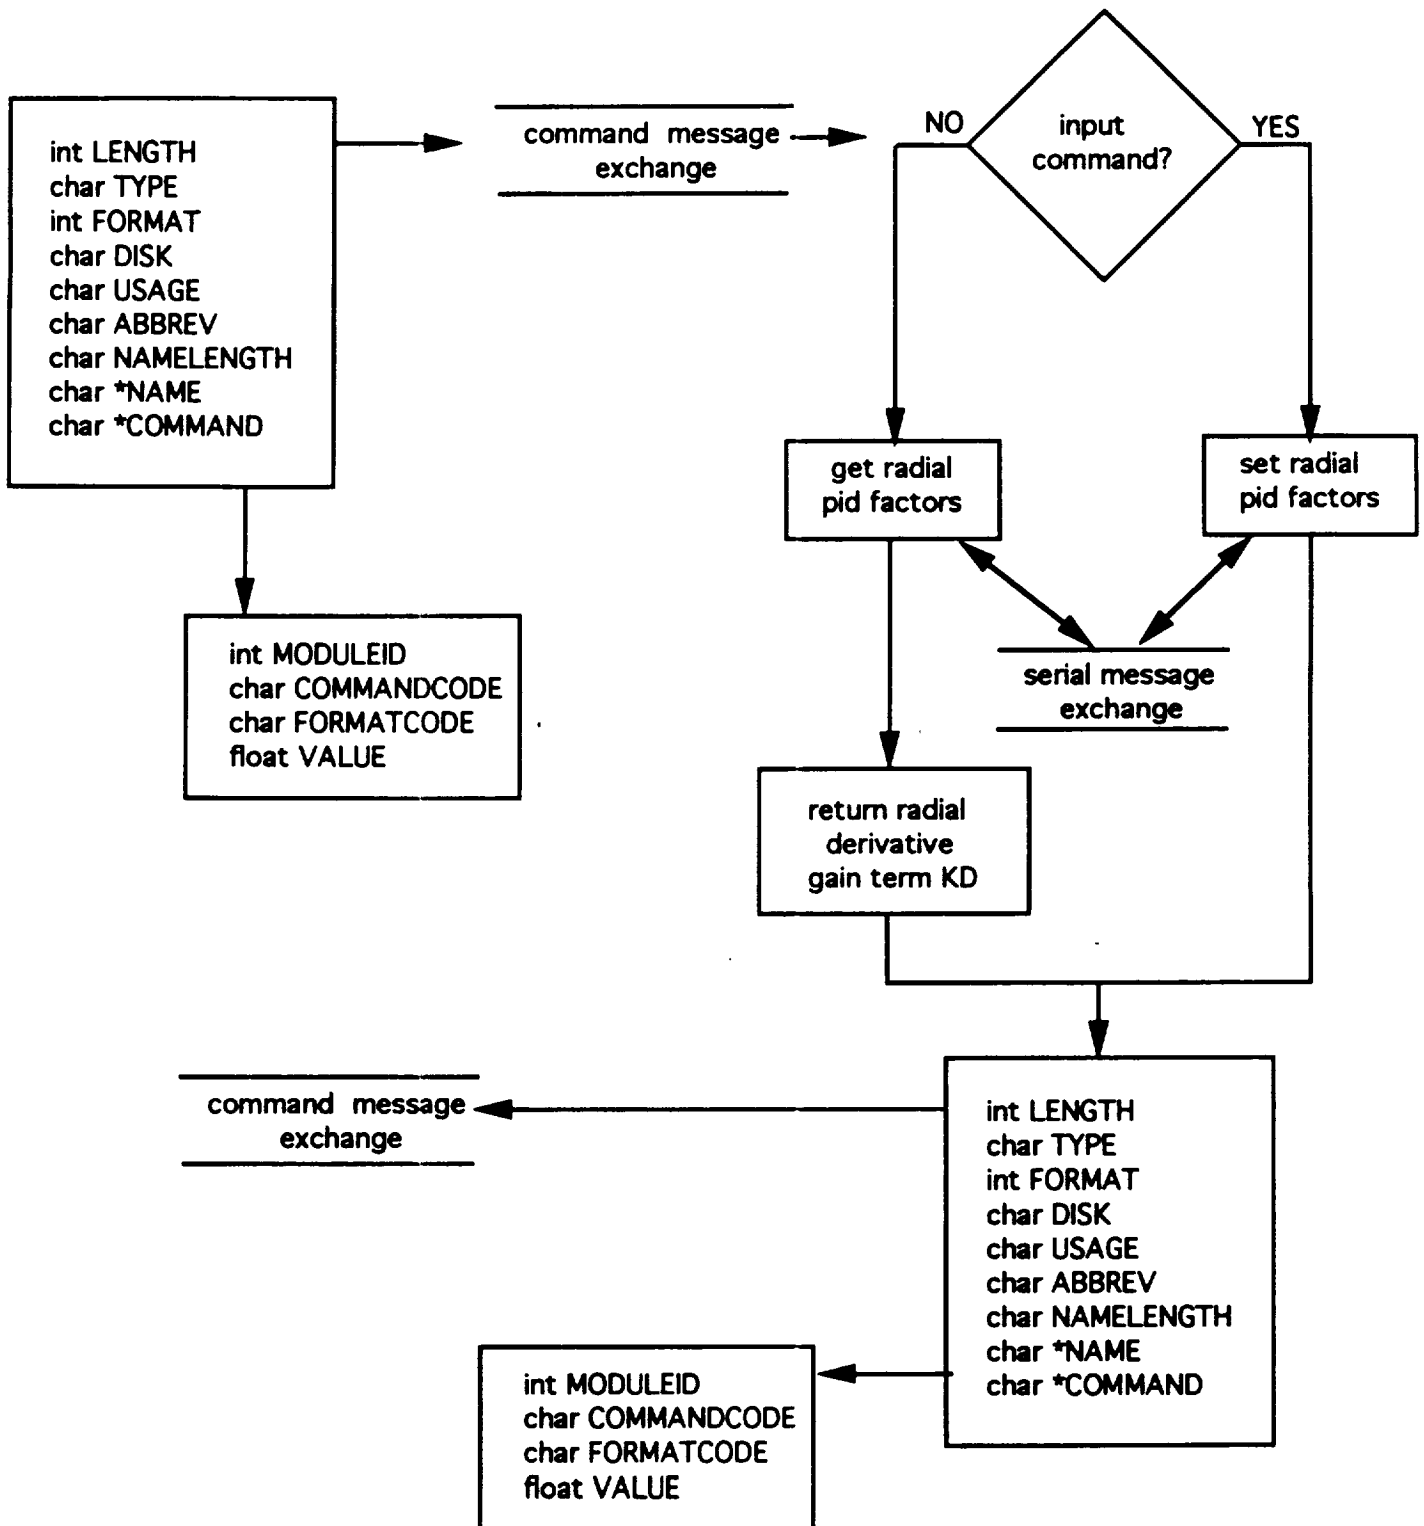 int LENGTH
char TYPE
int FORMAT
char DISK
char USAGE
char ABBREV
char NAMELENGTH
char *NAME
char *COMMAND
command message
exchange
input
command?
NO
YES
int MODULEID
char COMMANDCODE
char FORMATCODE
float VALUE
get radial
pid factors
set radial
pid factors
serial message
exchange
return radial
derivative
gain term KD
command message
exchange
int LENGTH
char TYPE
int FORMAT
char DISK
char USAGE
char ABBREV
char NAMELENGTH
char *NAME
char *COMMAND
int MODULEID
char COMMANDCODE
char FORMATCODE
float VALUE